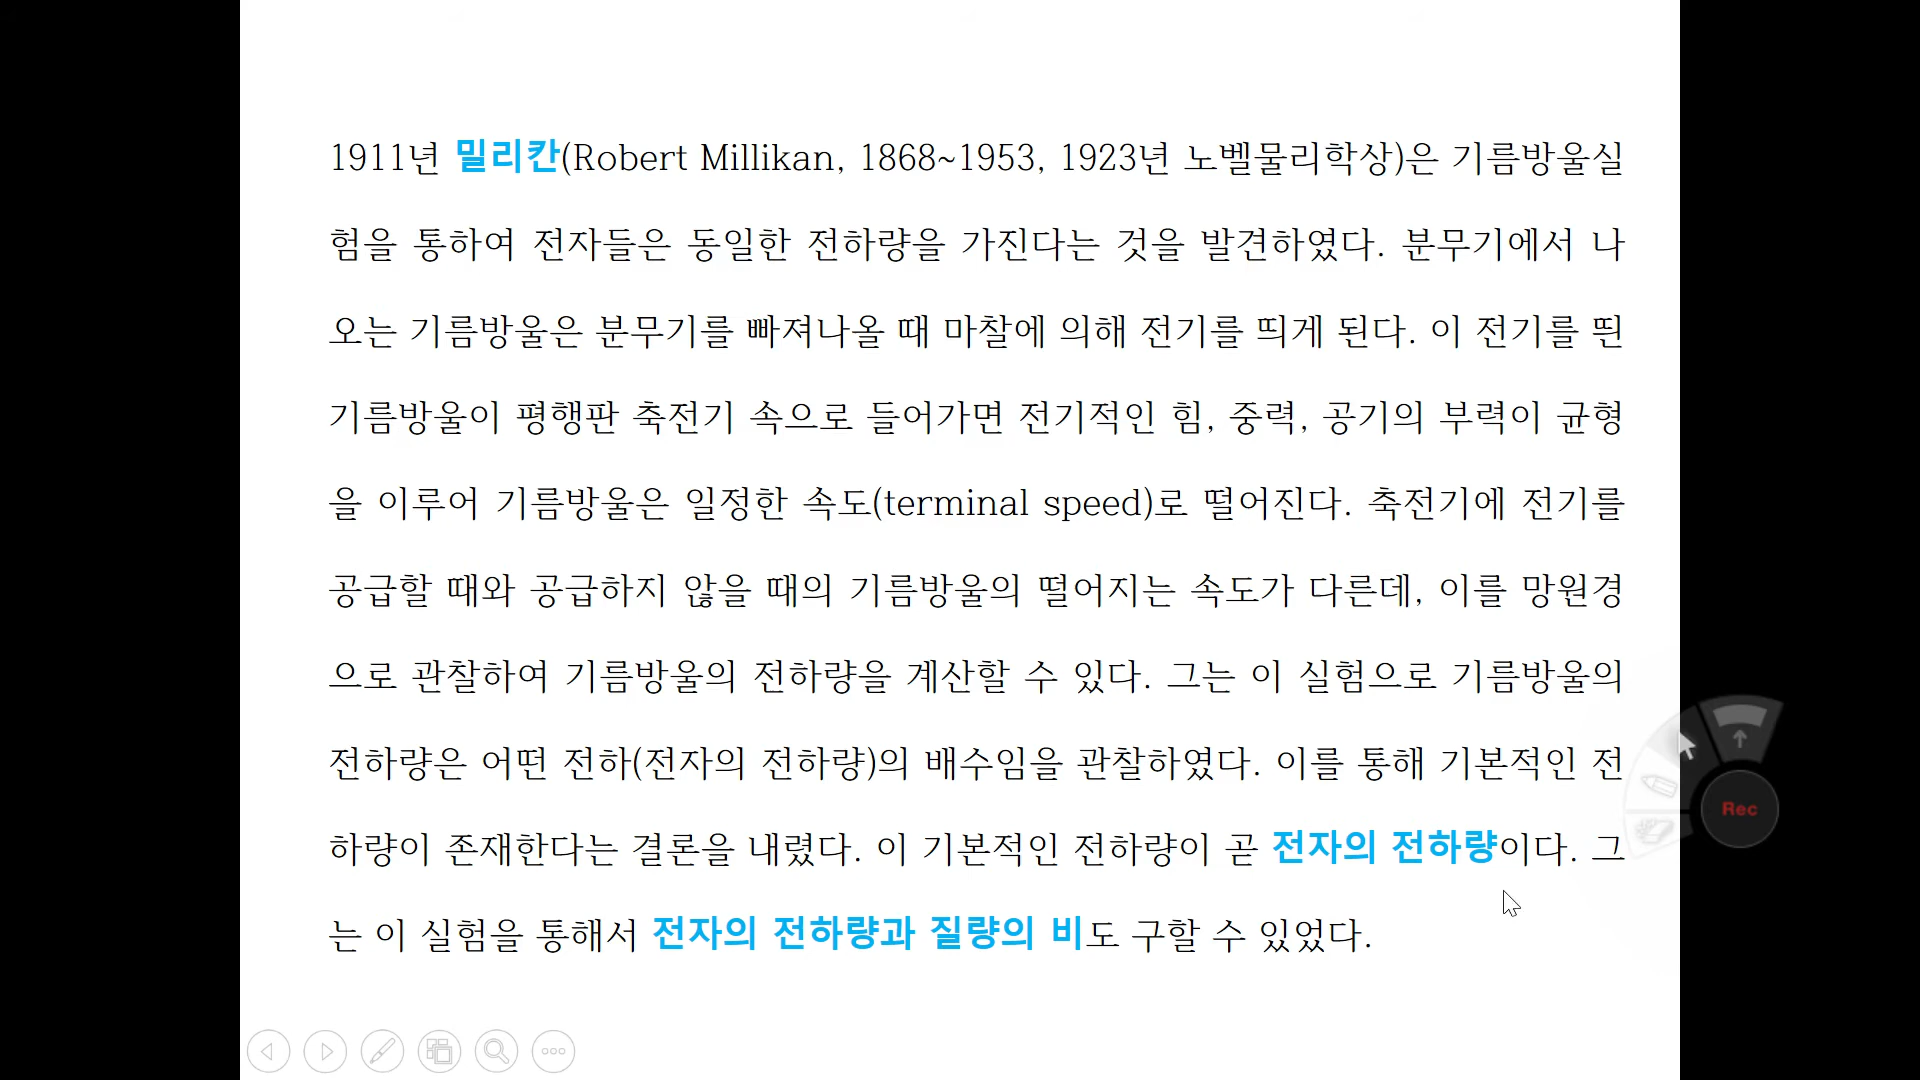 1911년 밀리칸(Robert Millikan, 1868~1953, 1923년 노벨물리학상)은 기름방울실
험을 통하여 전자들은 동일한 전하량을 가진다는 것을 발견하였다. 분무기에서 나
오는 기름방울은 분무기를 빠져나올 때 마찰에 의해 전기를 띄게 된다. 이 전기를 띈
기름방울이 평행판 축전기 속으로 들어가면 전기적인 힘, 중력, 공기의 부력이 균형
을 이루어 기름방울은 일정한 속도(terminal speed)로 떨어진다. 축전기에 전기를
공급할 때와 공급하지 않을 때의 기름방울의 떨어지는 속도가 다른데, 이를 망원경
으로 관찰하여 기름방울의 전하량을 계산할 수 있다. 그는 이 실험으로 기름방울의
전하량은 어떤 전하(전자의 전하량)의 배수임을 관찰하였다. 이를 통해 기본적인 전
하량이 존재한다는 결론을 내렸다. 이 기본적인 전하량이 곧 전자의 전하량이다. 그
는 이 실험을 통해서 전자의 전하량과 질량의 비도 구할 수 있었다.
Rec